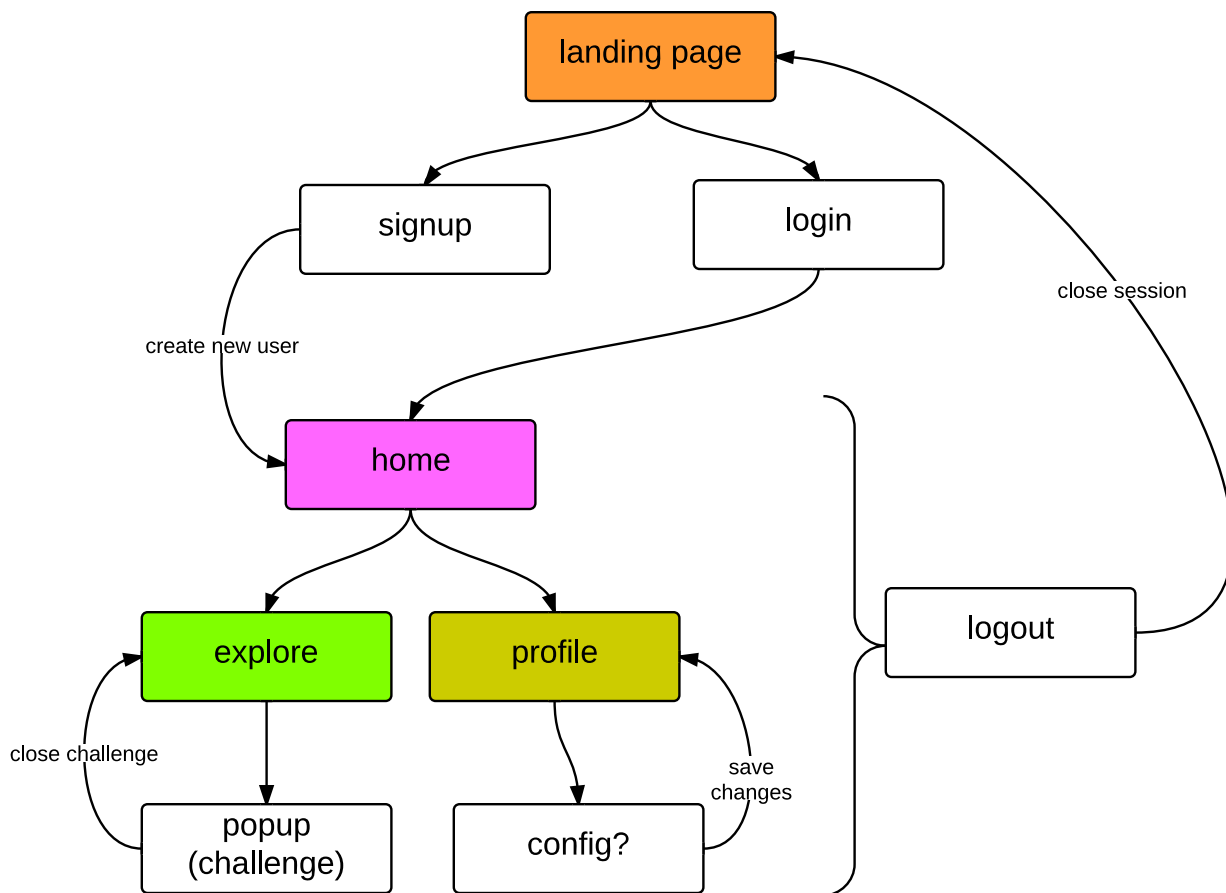 landing page
signup
login
close session
create new user
home
explore
profile
logout
close challenge
save
changes
popup
(challenge)
config?